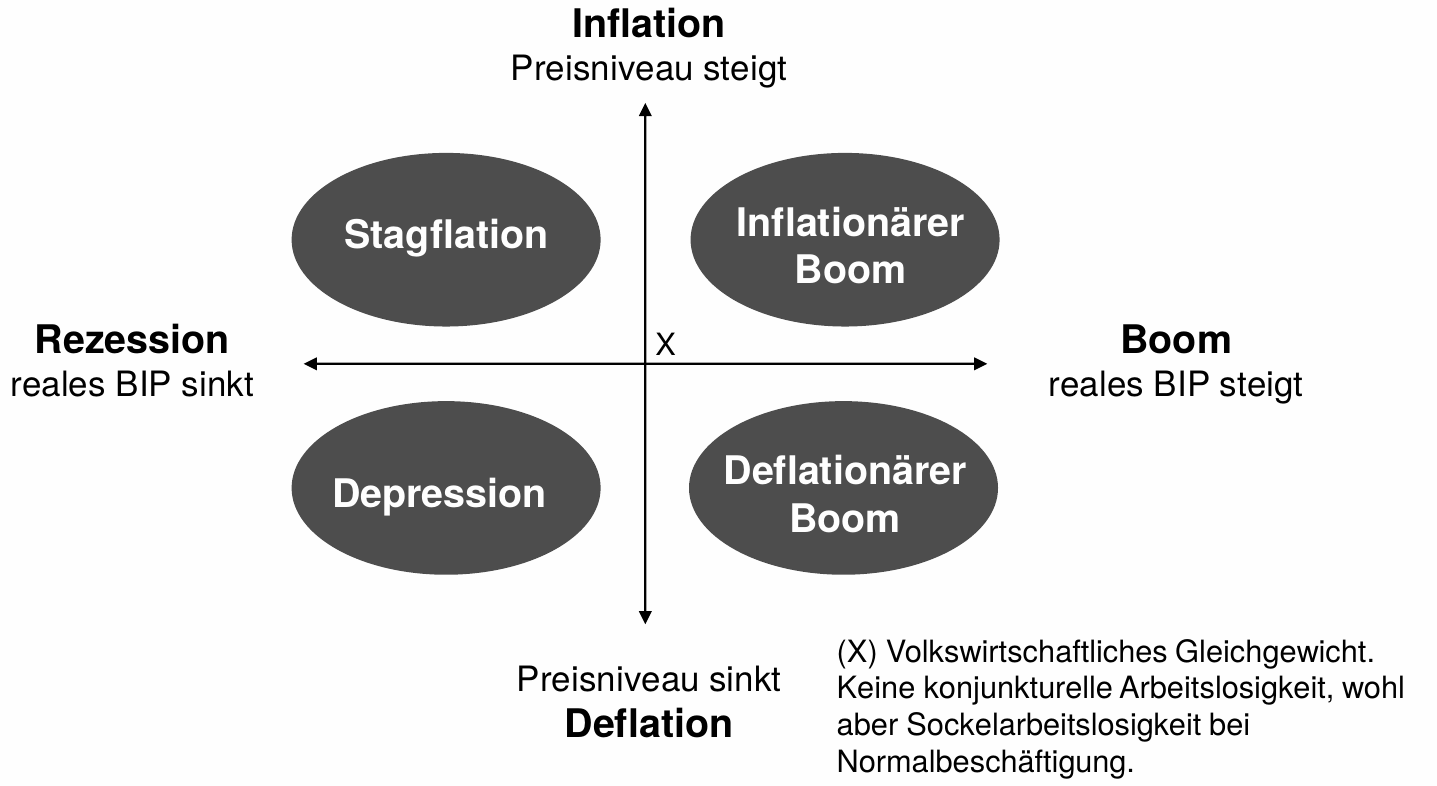 Inflation
Preisniveau steigt
Stagflation
Inflationärer
Boom
Rezession
reales BIP sinkt
X
Boom
reales BIP steigt
Depression
Deflationärer
Boom
Preisniveau sinkt
Deflation
(X) Volkswirtschaftliches Gleichgewicht.
Keine konjunkturelle Arbeitslosigkeit, wohl
aber Sockelarbeitslosigkeit bei
Normalbeschäftigung.